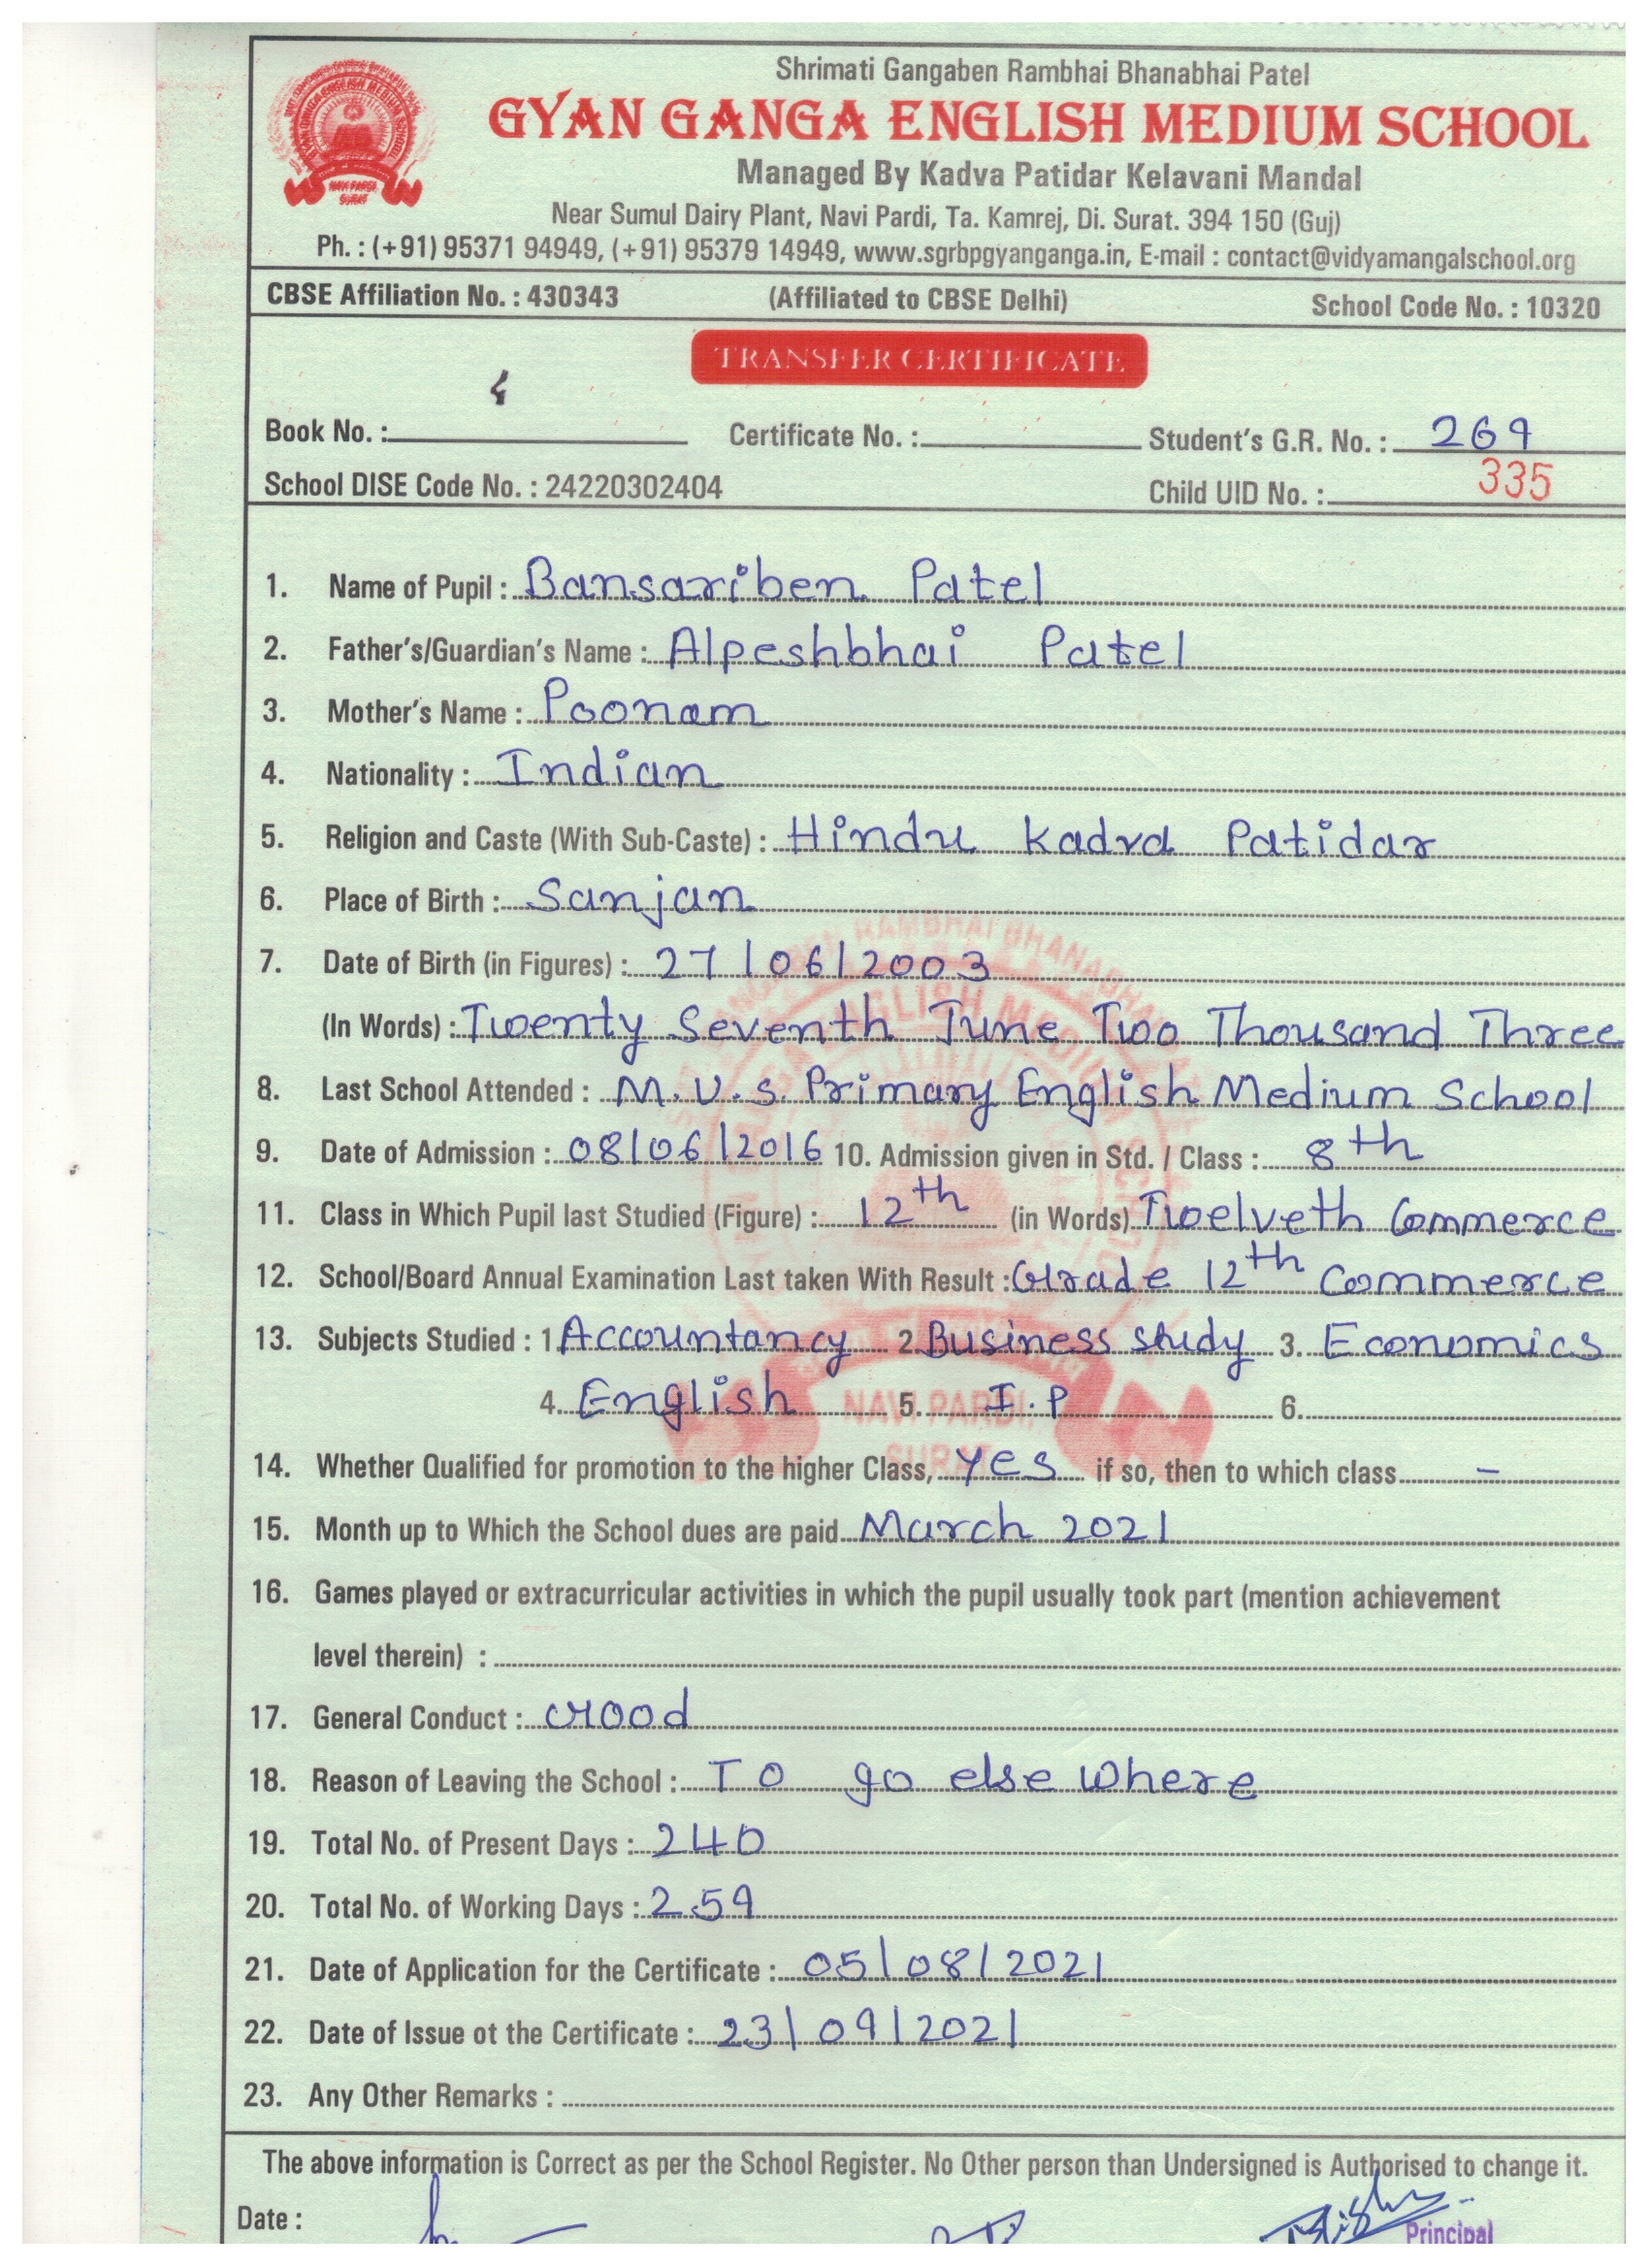 Shrimati Gangaben Rambhai Bhanabhai Patel
GYAN GANGA ENGLISH MEDIUM SCHOOL
Managed By Kadva Patidar Kelavani Mandal
Near Sumul Dairy Plant, Navi Pardi, Ta. Kamrej, Di. Surat. 394 150 (Guj)
Ph. : (+91) 95371 94949, (+91) 95379 14949, www.sgrbpgyanganga.in, E-mail : contact@vidyamangalschool.org
CBSE Affiliation No. : 430343 (Affiliated to CBSE Delhi) School Code No. : 10320
TRANSFER CERTIFICATE
Book No. : Certificate No. : Student's G.R. No. : 269
School DISE Code No. : 24220302404 Child UID No. : 335
1. Name of Pupil : Bansariben Patel
2. Father's/Guardian's Name : Alpeshbhai Patel
3. Mother's Name : Poonam
4. Nationality : Indian
5. Religion and Caste (With Sub-Caste) : Hindu Kadva Patidar
6. Place of Birth : Sanjan
7. Date of Birth (in Figures) : 27/06/2003
(In Words) : Twenty Seventh June Two Thousand Three
8. Last School Attended : M.V.S. Primary English Medium School
9. Date of Admission : 08/06/2016 10. Admission given in Std. / Class : 8th
11. Class in Which Pupil last Studied (Figure) : 12th (in Words) Twelveth Commerce
12. School/Board Annual Examination Last taken With Result : Grade 12th Commerce
13. Subjects Studied : 1. Accountancy 2. Business study 3. Economics
4. English 5. I.P 6.
14. Whether Qualified for promotion to the higher Class, Yes if so, then to which class -
15. Month up to Which the School dues are paid March 2021
16. Games played or extracurricular activities in which the pupil usually took part (mention achievement
level therein) :
17. General Conduct : Good
18. Reason of Leaving the School : To go else where
19. Total No. of Present Days : 240
20. Total No. of Working Days : 259
21. Date of Application for the Certificate : 05/08/2021
22. Date of Issue ot the Certificate : 23/09/2021
23. Any Other Remarks :
The above information is Correct as per the School Register. No Other person than Undersigned is Authorised to change it.
Date :
Principal